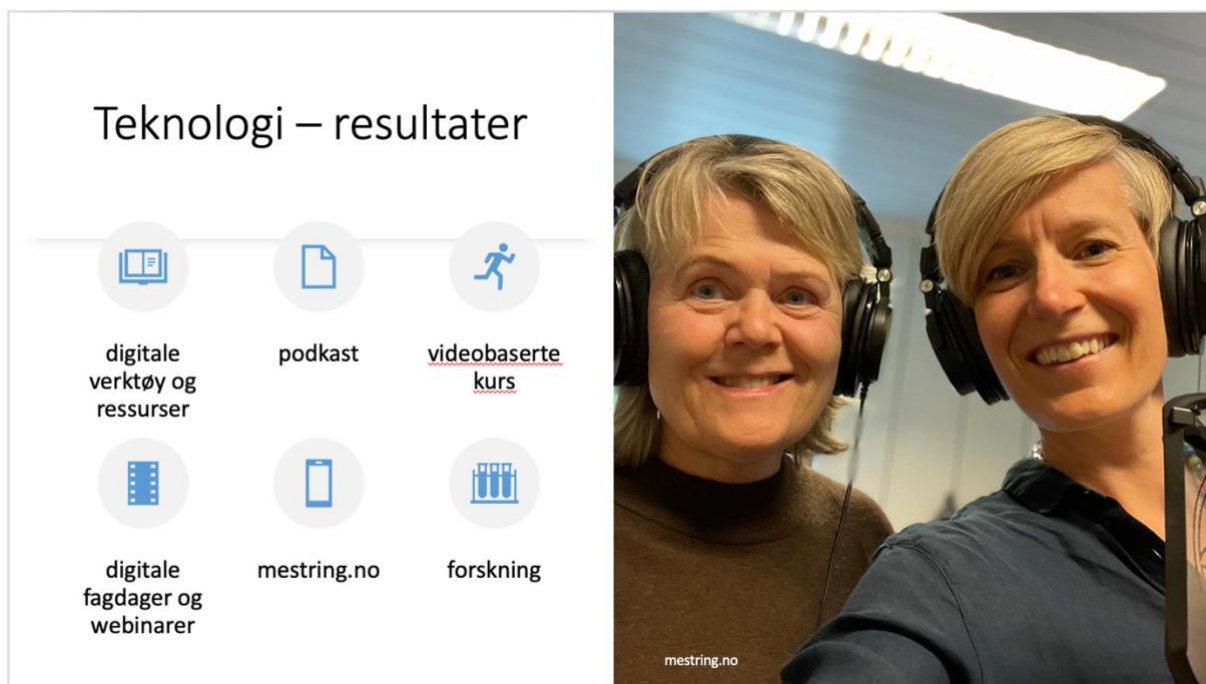 Teknologi – resultater
digitale
verktøy og
ressurser
podkast
videobaserte
kurs
digitale
fagdager og
webinarer
mestring.no
forskning
mestring.no